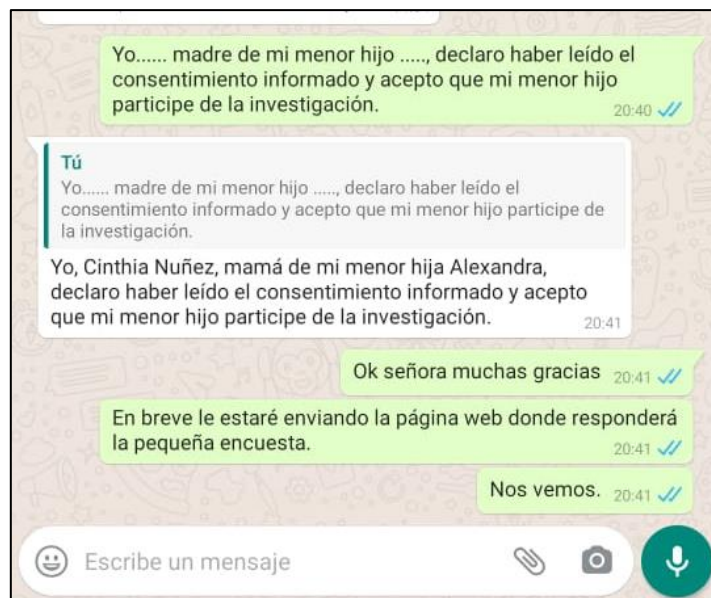 Yo...... madre de mi menor hijo ....., declaro haber leído el
consentimiento informado y acepto que mi menor hijo
participe de la investigación.
20:40
Tú
Yo...... madre de mi menor hijo ....., declaro haber leído el
consentimiento informado y acepto que mi menor hijo participe de
la investigación.
Yo, Cinthia Nuñez, mamá de mi menor hija Alexandra,
declaro haber leído el consentimiento informado y acepto
que mi menor hijo participe de la investigación.
20:41
Ok señora muchas gracias 20:41
En breve le estaré enviando la página web donde responderá
la pequeña encuesta.
20:41
Nos vemos. 20:41
Escribe un mensaje